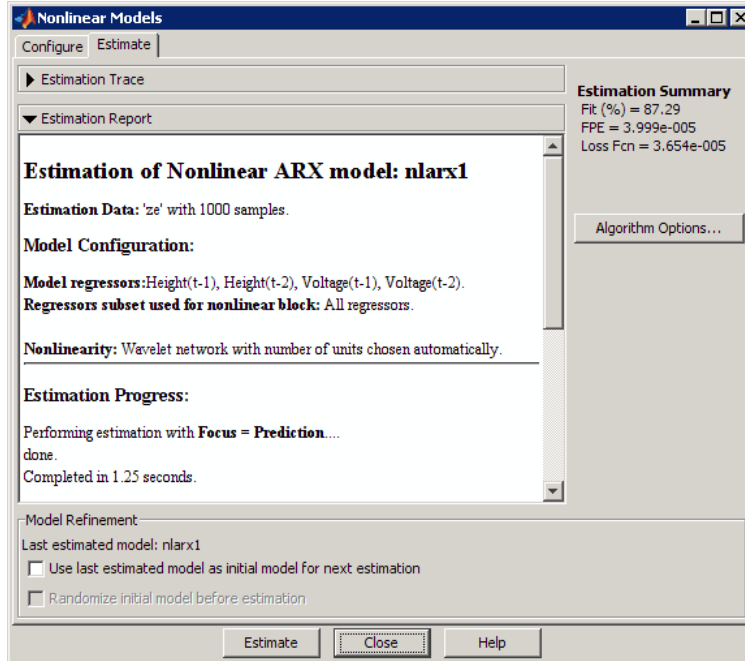 Nonlinear Models
Configure
Estimate
Estimation Trace
Estimation Report
Estimation of Nonlinear ARX model: nlarx1
Estimation Data: 'ze' with 1000 samples.
Model Configuration:
Model regressors:Height(t-1), Height(t-2), Voltage(t-1), Voltage(t-2).
Regressors subset used for nonlinear block: All regressors.
Nonlinearity: Wavelet network with number of units chosen automatically.
Estimation Progress:
Performing estimation with Focus = Prediction....
done.
Completed in 1.25 seconds.
Estimation Summary
Fit (%) = 87.29
FPE = 3.999e-005
Loss Fcn = 3.654e-005
Algorithm Options...
Model Refinement
Last estimated model: nlarx1
Use last estimated model as initial model for next estimation
Randomize initial model before estimation
Estimate
Close
Help